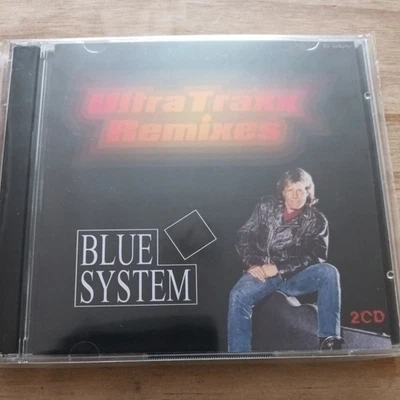 UltraTraxx
Remixes
BLUE
SYSTEM
2CD